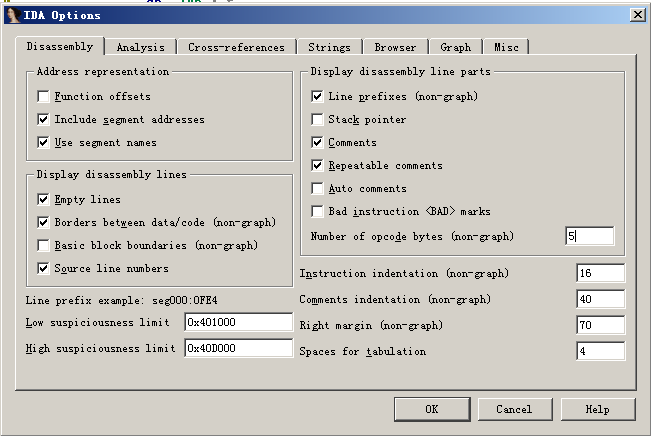 IDA Options
Disassembly Analysis Cross-references Strings Browser Graph Misc
Address representation
Function offsets
Include segment addresses
Use segment names
Display disassembly lines
Empty lines
Borders between data/code (non-graph)
Basic block boundaries (non-graph)
Source line numbers
Line prefix example: seg000:0FE4
Low suspiciousness limit 0x401000
High suspiciousness limit 0x40D000
Display disassembly line parts
Line prefixes (non-graph)
Stack pointer
Comments
Repeatable comments
Auto comments
Bad instruction <BAD> marks
Number of opcode bytes (non-graph) 5
Instruction indentation (non-graph) 16
Comments indentation (non-graph) 40
Right margin (non-graph) 70
Spaces for tabulation 4
OK Cancel Help